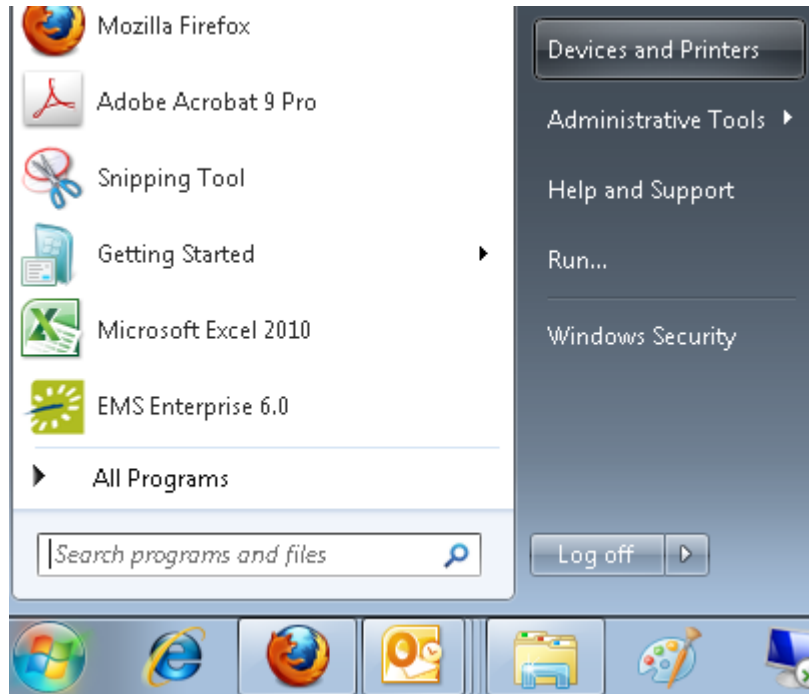 Mozilla Firefox
Adobe Acrobat 9 Pro
Snipping Tool
Getting Started
Microsoft Excel 2010
EMS Enterprise 6.0
All Programs
Search programs and files
Devices and Printers
Administrative Tools
Help and Support
Run...
Windows Security
Log off